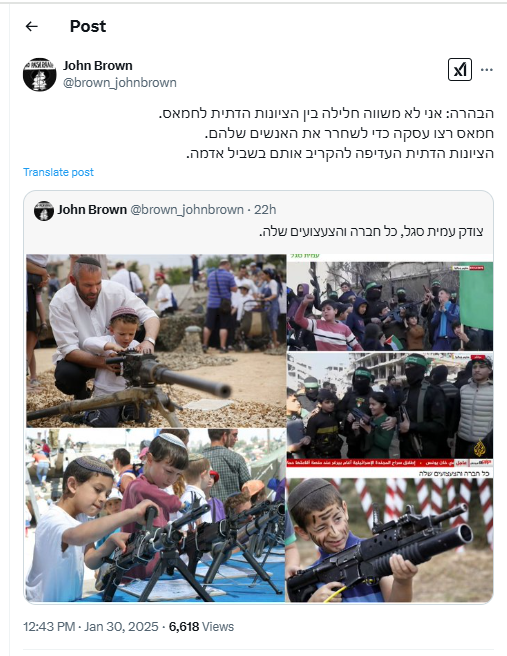 Post
John Brown
@brown_johnbrown
הבהרה: אני לא משווה חלילה בין הציונות הדתית לחמאס.
חמאס רצו עסקה כדי לשחרר את האנשים שלהם.
הציונות הדתית העדיפה להקריב אותם בשביל אדמה.
Translate post
John Brown @brown_johnbrown · 22h
צודק עמית סגל, כל חברה והצעצועים שלה.
עמית סגל
כל חברה והצעצועים שלה
12:43 PM · Jan 30, 2025 · 6,618 Views